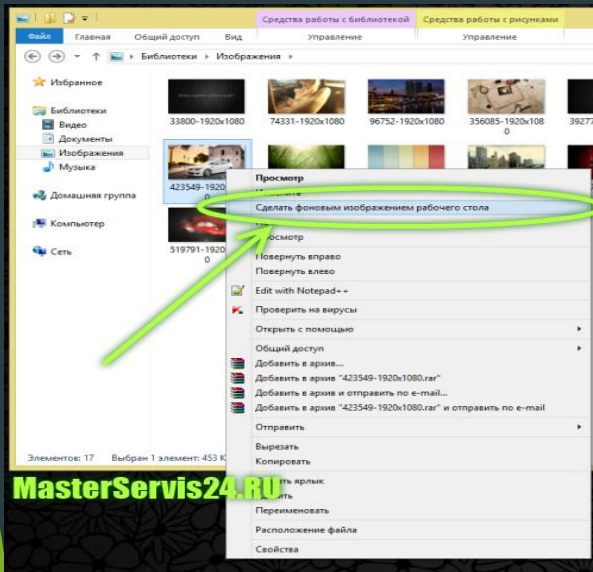 Средства работы с библиотекой Средства работы с рисунками
Файл Главная Общий доступ Вид Управление Управление
Библиотеки Изображения
Избранное
Библиотеки
Видео
Документы
Изображения
Музыка
Домашняя группа
Компьютер
Сеть
33800-1920x1080 74331-1920x1080 96752-1920x1080 356085-1920x108
0
39277
423549-1920
519791-1920
0
Просмотр
Сделать фоновым изображением рабочего стола
Повернуть вправо
Повернуть влево
Edit with Notepad++
Проверить на вирусы
Открыть с помощью
Общий доступ
Добавить в архив...
Добавить в архив "423549-1920x1080.rar"
Добавить в архив и отправить по e-mail...
Добавить в архив "423549-1920x1080.rar" и отправить по e-mail
Отправить
Вырезать
Копировать
ярлык
Переименовать
Расположение файла
Свойства
Элементов: 17 Выбран 1 элемент: 453 К
MasterServis24.RU